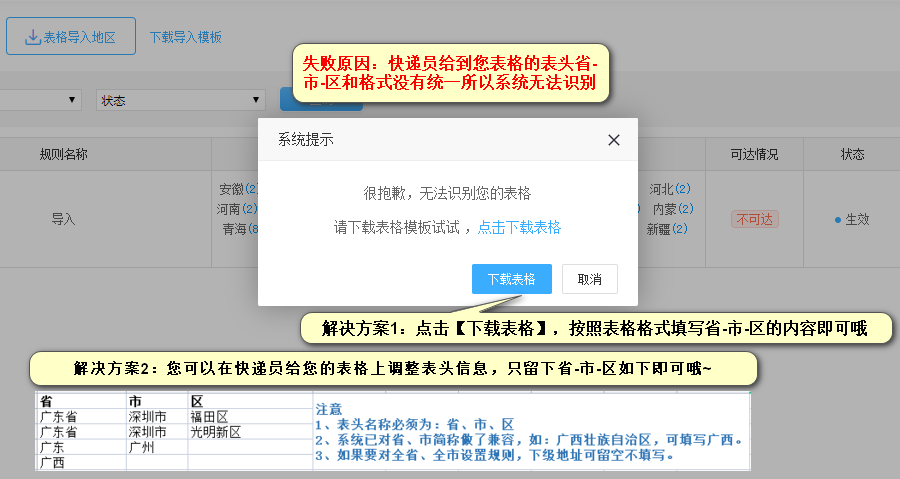 表格导入地区
下载导入模板
失败原因：快递员给到您表格的表头省-
市-区和格式没有统一所以系统无法识别
状态
系统提示
规则名称
可达情况
状态
很抱歉，无法识别您的表格
请下载表格模板试试 ，点击下载表格
安徽(2)
河北(2)
导入
河南(2)
内蒙(2)
不可达
生效
青海(8
新疆(2)
下载表格
取消
解决方案1：点击【下载表格】，按照表格格式填写省-市-区的内容即可哦
解决方案2：您可以在快递员给您的表格上调整表头信息，只留下省-市-区如下即可哦~
省 市 区
广东省 深圳市 福田区
广东省 深圳市 光明新区
广东 广州
广西
注意
1、表头名称必须为：省、市、区
2、系统已对省、市简称做了兼容，如：广西壮族自治区，可填写广西。
3、如果要对全省、全市设置规则，下级地址可留空不填写。